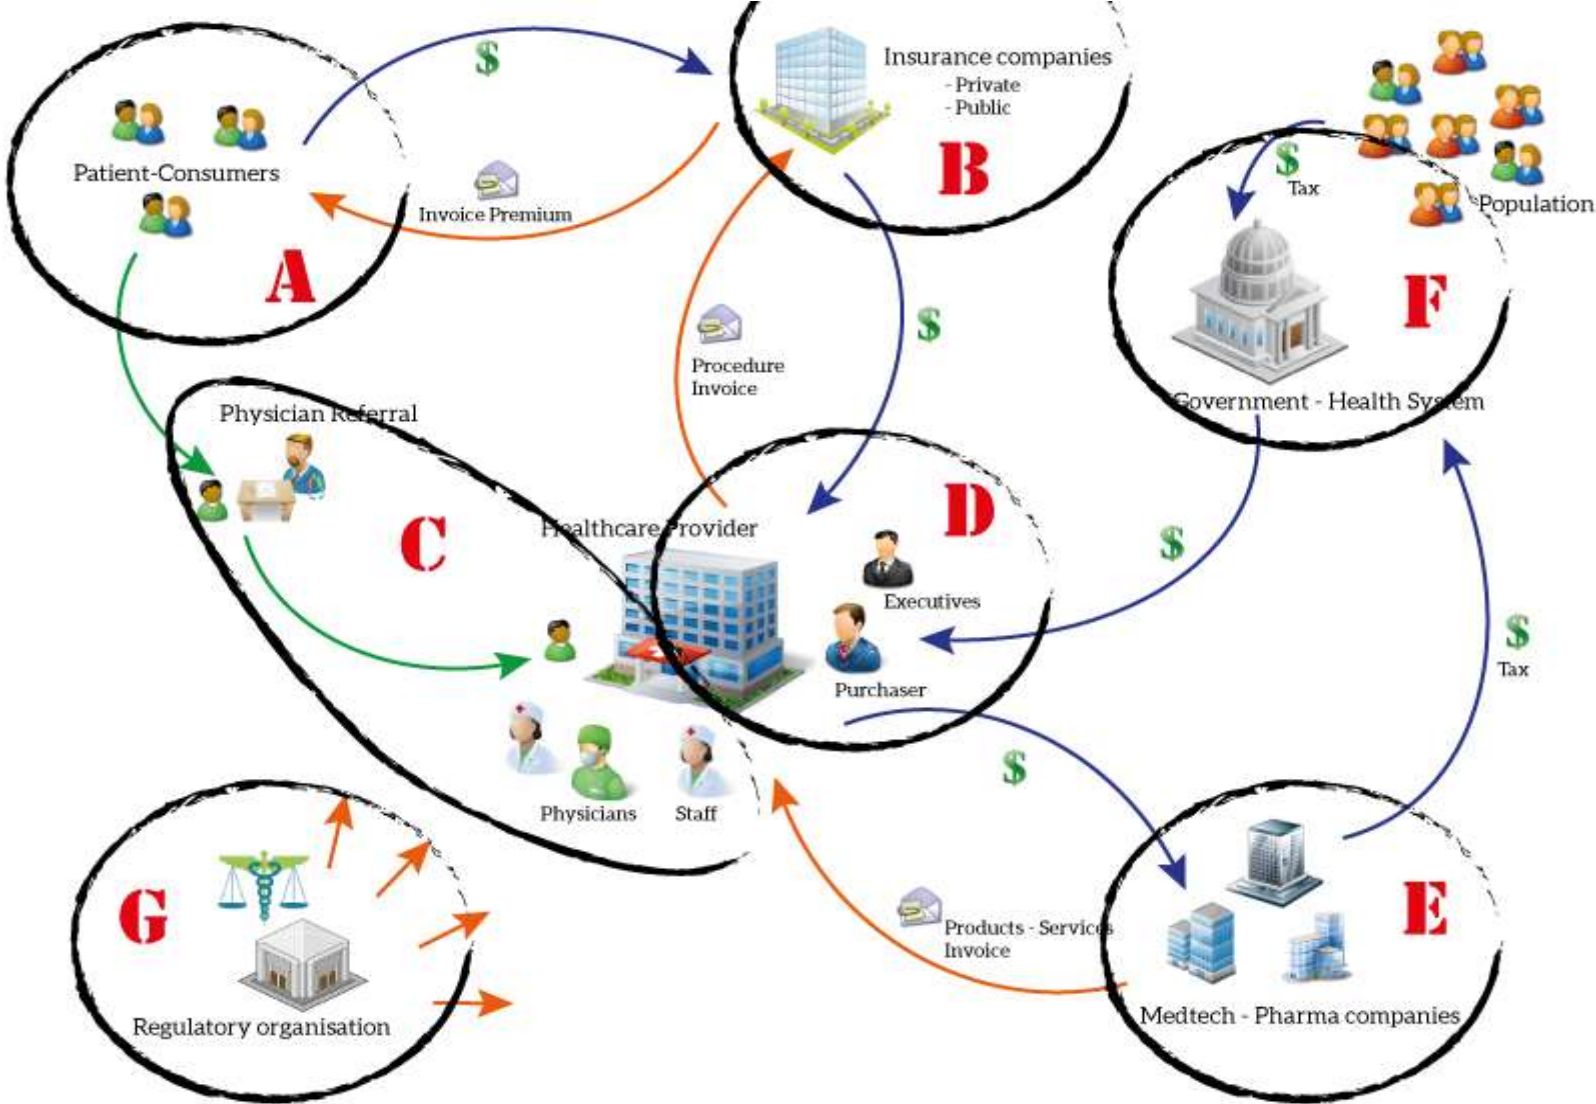 $
Insurance companies
- Private
- Public
B
Patient-Consumers
A
Invoice Premium
$
Tax
Population
F
Government - Health System
$
Procedure
Invoice
Physician Referral
C
Healthcare Provider
D
Executives
Purchaser
$
$
Tax
Physicians
Staff
$
G
Regulatory organisation
Products - Services
Invoice
E
Medtech - Pharma companies